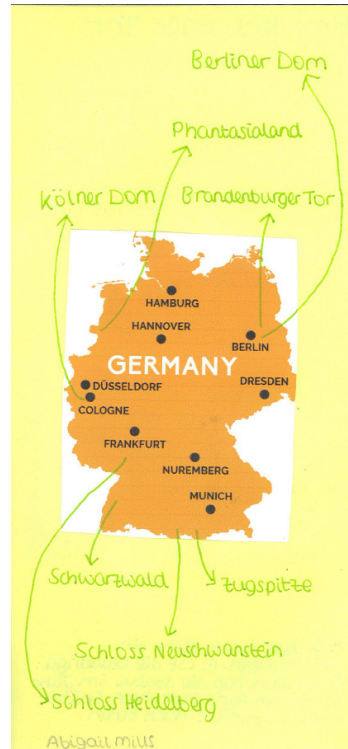 Berliner Dom
Phantasialand
Kölner Dom
Brandenburger Tor
HAMBURG
HANNOVER
BERLIN
GERMANY
DÜSSELDORF
DRESDEN
COLOGNE
FRANKFURT
NUREMBERG
MUNICH
Schwarzwald
Zugspitze
Schloss Neuschwanstein
Schloss Heidelberg
Abigail Mills